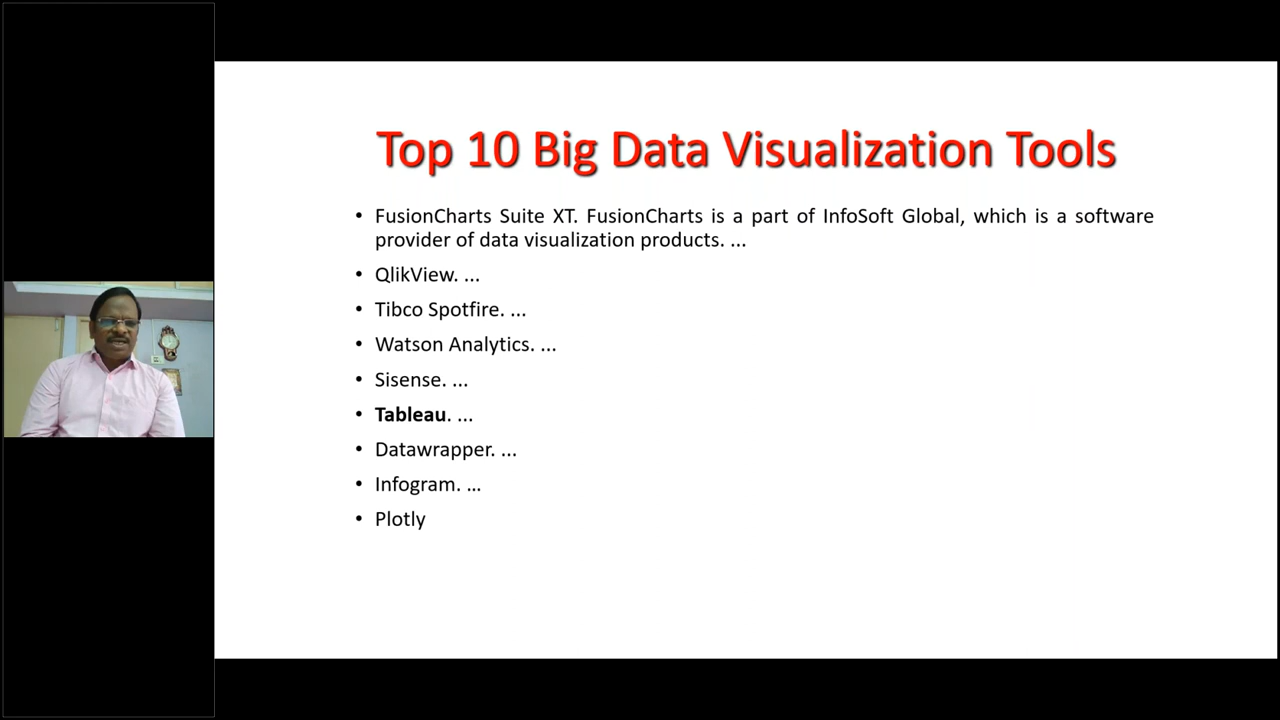 Top 10 Big Data Visualization Tools
• FusionCharts Suite XT. FusionCharts is a part of InfoSoft Global, which is a software
provider of data visualization products. ...
• QlikView. ...
• Tibco Spotfire. ...
• Watson Analytics. ...
• Sisense. ...
• Tableau. ...
• Datawrapper. ...
• Infogram. ...
• Plotly